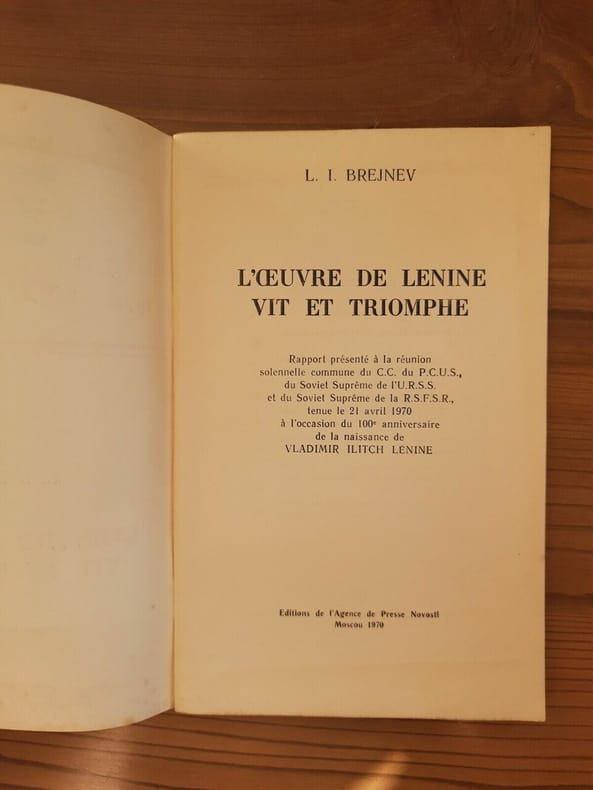 L. I. BREJNEV
L'ŒUVRE DE LENINE
VIT ET TRIOMPHE
Rapport présenté à la réunion
solennelle commune du C.C. du P.C.U.S.,
du Soviet Suprême de l'U.R.S.S.
et du Soviet Suprême de la R.S.F.S.R.,
tenue le 21 avril 1970
à l'occasion du 100e anniversaire
de la naissance de
VLADIMIR ILITCH LENINE
Editions de l'Agence de Presse Novosti
Moscou 1970